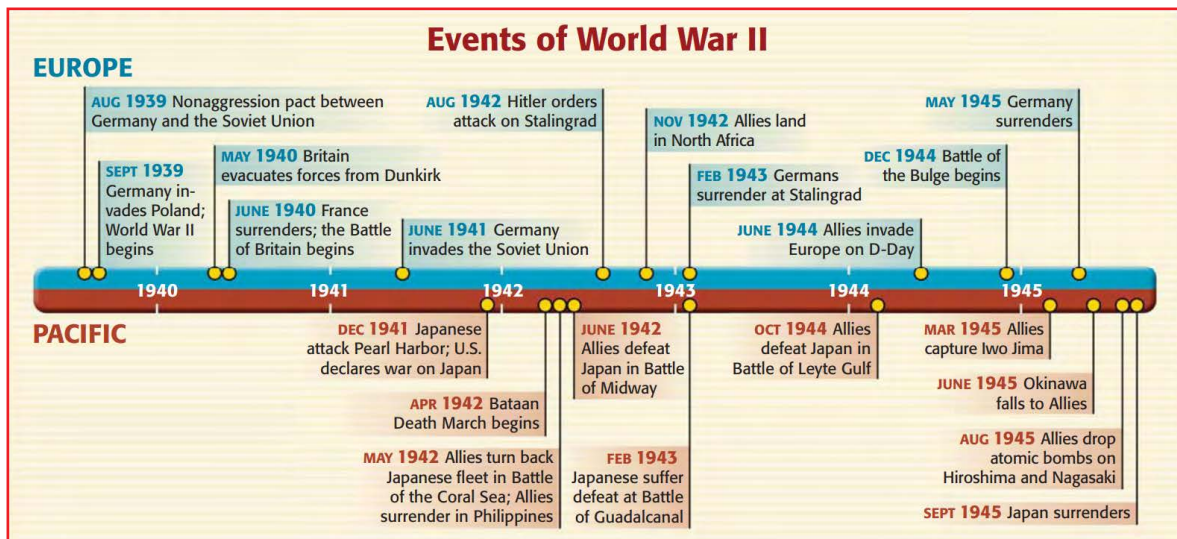 Events of World War II
EUROPE
AUG 1939 Nonaggression pact between
Germany and the Soviet Union
SEPT 1939
Germany in-
vades Poland;
World War II
begins
MAY 1940 Britain
evacuates forces from Dunkirk
JUNE 1940 France
surrenders; the Battle
of Britain begins
JUNE 1941 Germany
invades the Soviet Union
AUG 1942 Hitler orders
attack on Stalingrad
NOV 1942 Allies land
in North Africa
FEB 1943 Germans
surrender at Stalingrad
JUNE 1944 Allies invade
Europe on D-Day
DEC 1944 Battle of
the Bulge begins
MAY 1945 Germany
surrenders
1940
1941
1942
1943
1944
1945
PACIFIC
DEC 1941 Japanese
attack Pearl Harbor; U.S.
declares war on Japan
APR 1942 Bataan
Death March begins
MAY 1942 Allies turn back
Japanese fleet in Battle
of the Coral Sea; Allies
surrender in Philippines
JUNE 1942
Allies defeat
Japan in Battle
of Midway
FEB 1943
Japanese suffer
defeat at Battle
of Guadalcanal
OCT 1944 Allies
defeat Japan in
Battle of Leyte Gulf
MAR 1945 Allies
capture Iwo Jima
JUNE 1945 Okinawa
falls to Allies
AUG 1945 Allies drop
atomic bombs on
Hiroshima and Nagasaki
SEPT 1945 Japan surrenders